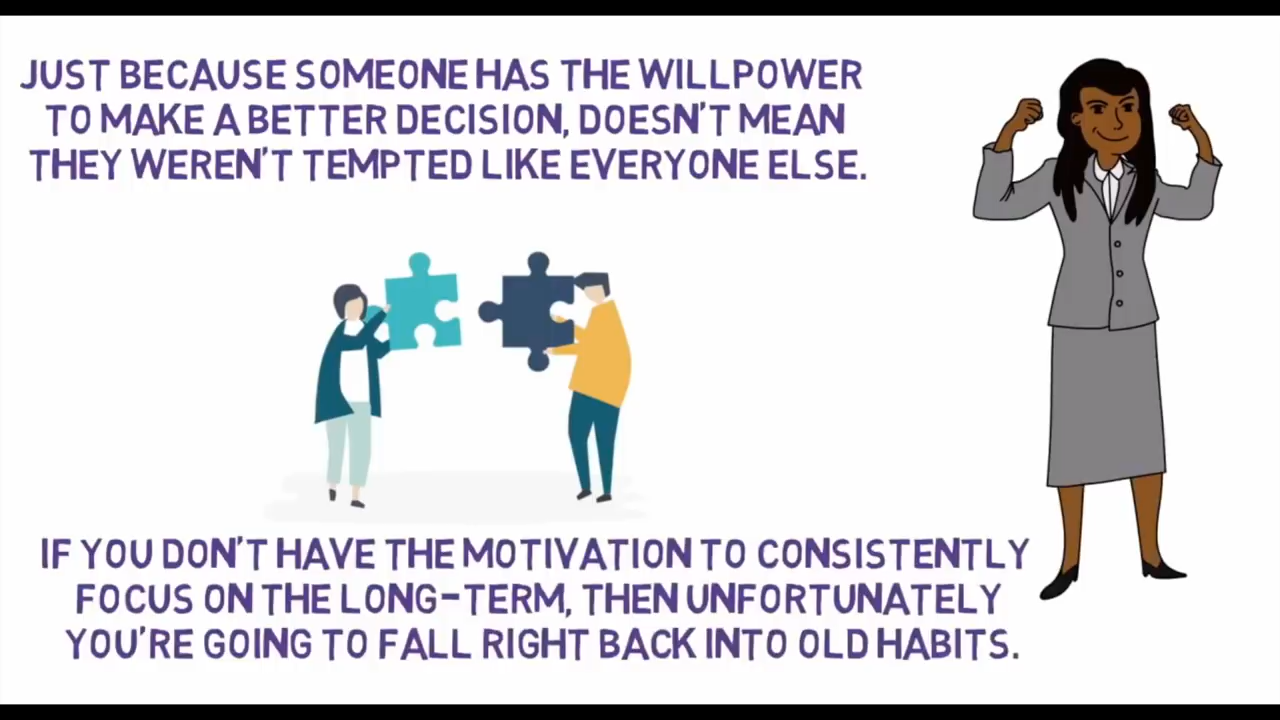 JUST BECAUSE SOMEONE HAS THE WILLPOWER
TO MAKE A BETTER DECISION, DOESN'T MEAN
THEY WEREN'T TEMPTED LIKE EVERYONE ELSE.
IF YOU DON'T HAVE THE MOTIVATION TO CONSISTENTLY
FOCUS ON THE LONG-TERM, THEN UNFORTUNATELY
YOU'RE GOING TO FALL RIGHT BACK INTO OLD HABITS.